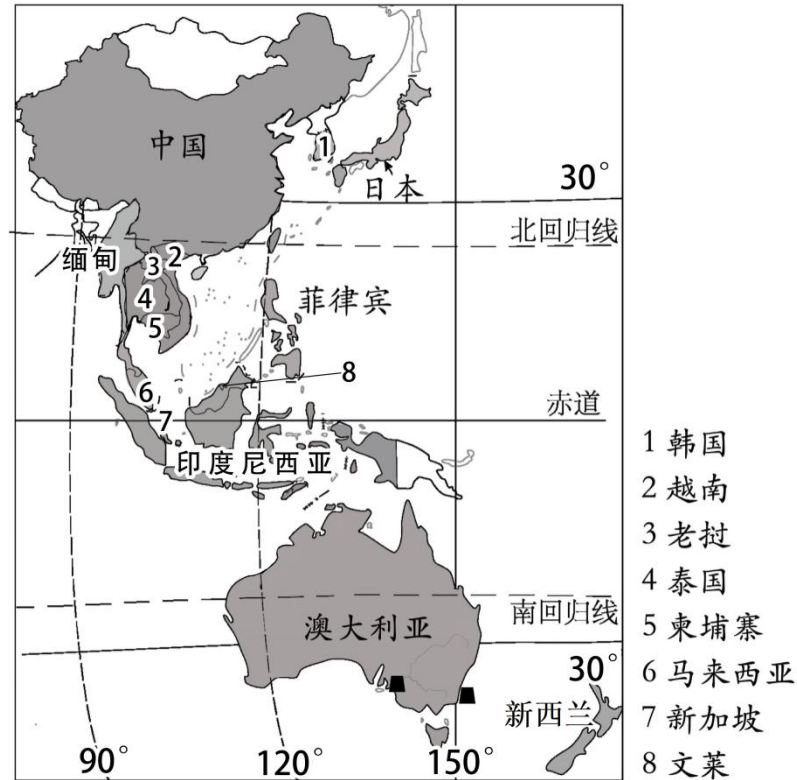 中国
1
日本
30°
北回归线
缅甸
2
3
4
5
菲律宾
8
6
赤道
7
印度尼西亚
1 韩国
2 越南
3 老挝
4 泰国
5 柬埔寨
6 马来西亚
7 新加坡
8 文莱
南回归线
澳大利亚
30°
新西兰
90°
120°
150°